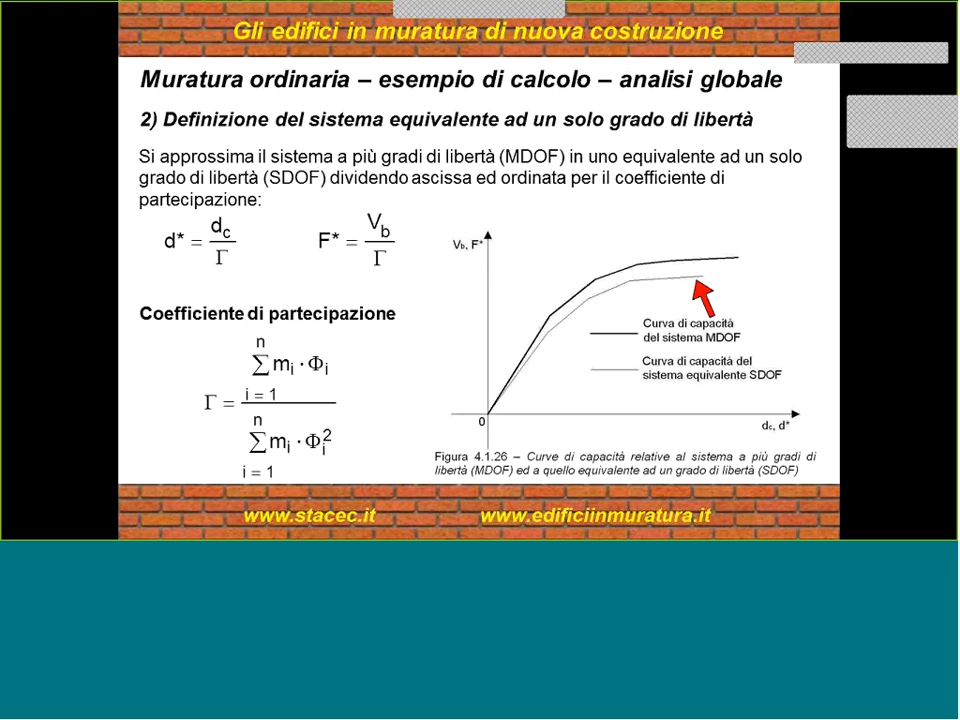 Gli edifici in muratura di nuova costruzione
Muratura ordinaria – esempio di calcolo – analisi globale
2) Definizione del sistema equivalente ad un solo grado di libertà
Si approssima il sistema a più gradi di libertà (MDOF) in uno equivalente ad un solo
grado di libertà (SDOF) dividendo ascissa ed ordinata per il coefficiente di
partecipazione:
d* = dc / Γ
F* = Vb / Γ
Coefficiente di partecipazione
n
∑ mi · Φi
i = 1
Γ =
n
∑ mi · Φi²
i = 1
Vb, F*
Curva di capacità
del sistema MDOF
Curva di capacità del
sistema equivalente SDOF
0
dc, d*
Figura 4.1.26 – Curve di capacità relative al sistema a più gradi di
libertà (MDOF) ed a quello equivalente ad un grado di libertà (SDOF)
www.stacec.it
www.edificiinmuratura.it